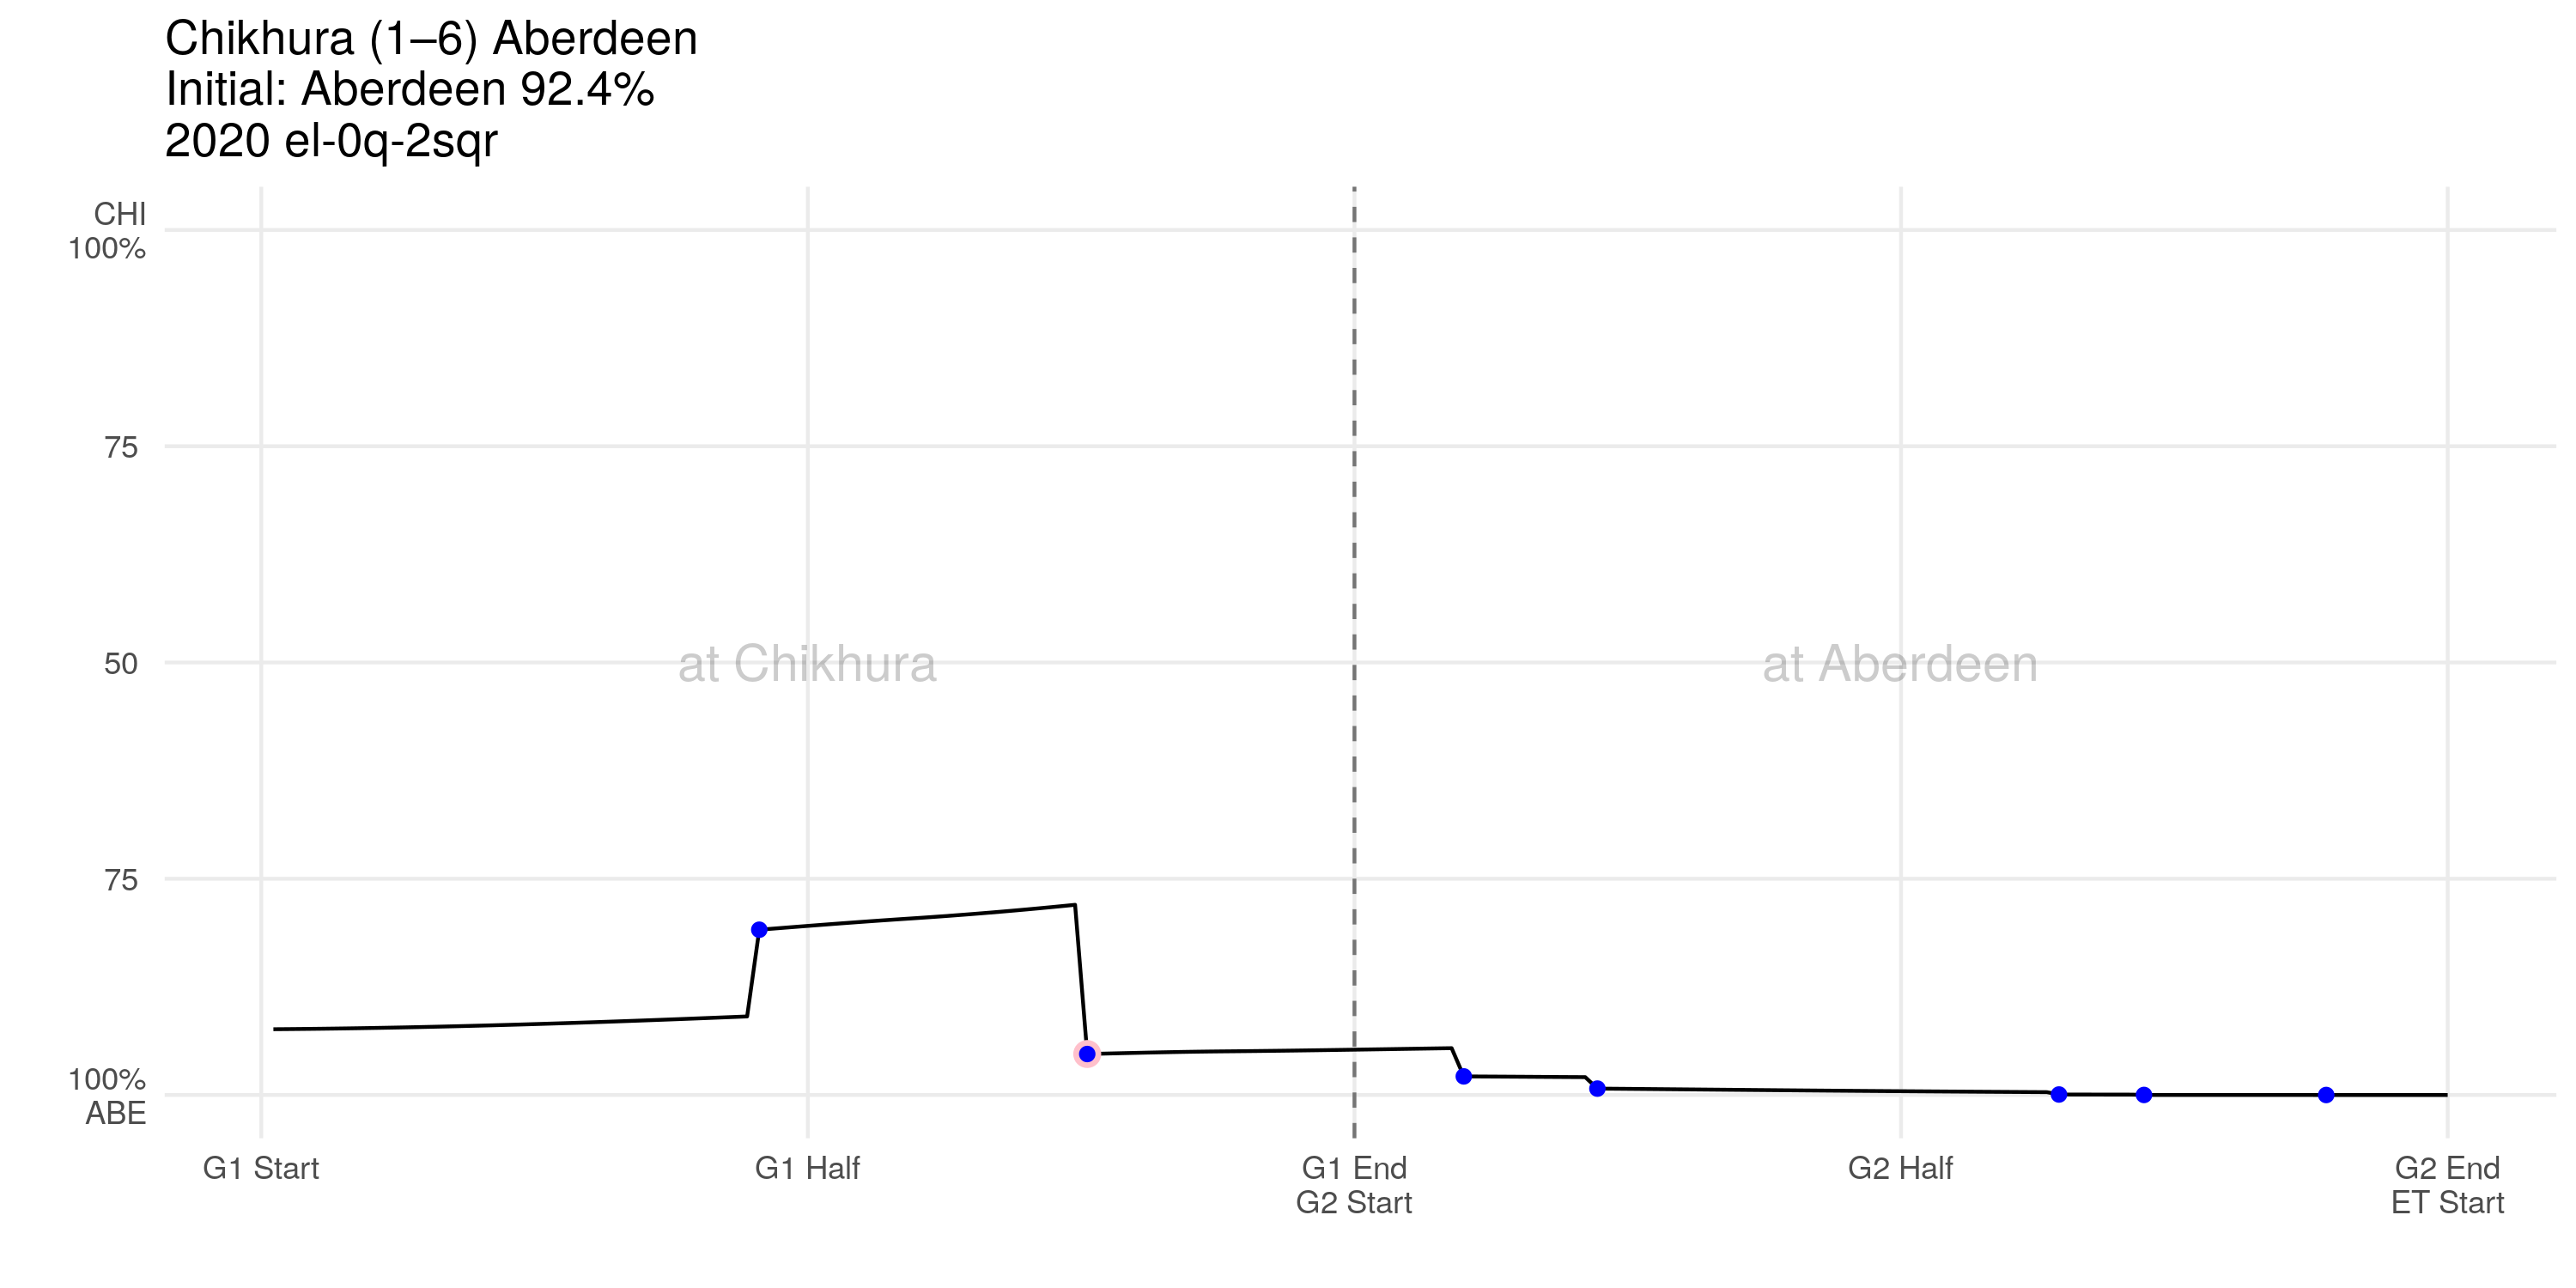 Chikhura (1–6) Aberdeen
Initial: Aberdeen 92.4%
2020 el-0q-2sqr
CHI
100%
75
50
75
100%
ABE
at Chikhura
at Aberdeen
G1 Start
G1 Half
G1 End
G2 Start
G2 Half
G2 End
ET Start